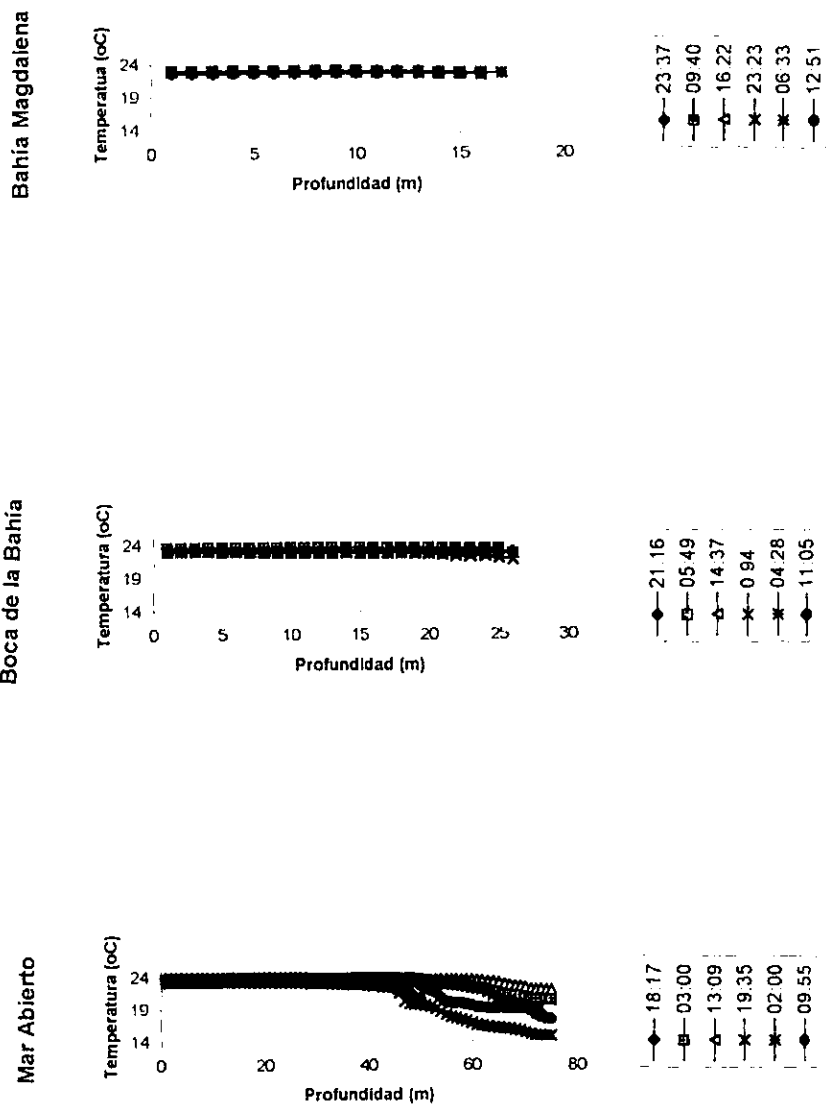 Bahía Magdalena
Temperatua (oC)
24
19
14
0 5 10 15 20
Profundidad (m)
23:37
09:40
16:22
23:23
06:33
12:51
Boca de la Bahía
Temperatura (oC)
24
19
14
0 5 10 15 20 25 30
Profundidad (m)
21:16
05:49
14:37
0.94
04:28
11:05
Mar Abierto
Temperatura (oC)
24
19
14
0 20 40 60 80
Profundidad (m)
18:17
03:00
13:09
19:35
02:00
09:55